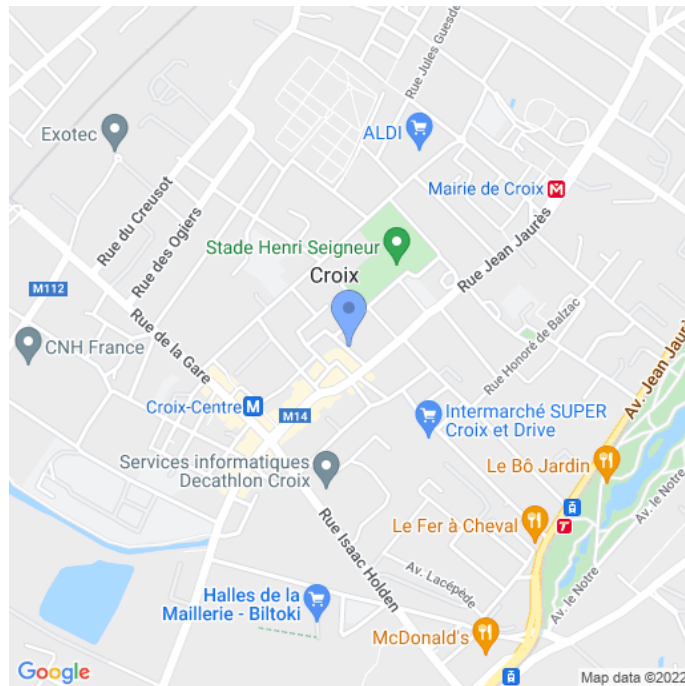 Rue Jules Guesde
Exotec
ALDI
Mairie de Croix
M
Rue du Creusot
Rue des Ogiers
Stade Henri Seigneur
Rue Jean Jaurès
Croix
M112
Rue de la Gare
CNH France
Rue Honoré de Balzac
Av. Jean Jaurès
Croix-Centre
M
M14
Intermarché SUPER
Croix et Drive
Services informatiques
Decathlon Croix
Le Bô Jardin
Av. le Notre
Le Fer à Cheval
T
Rue Isaac Holden
Av. Lacépède
Av. le Notre
Halles de la
Maillerie - Biltoki
McDonald's
Google
Map data ©2022